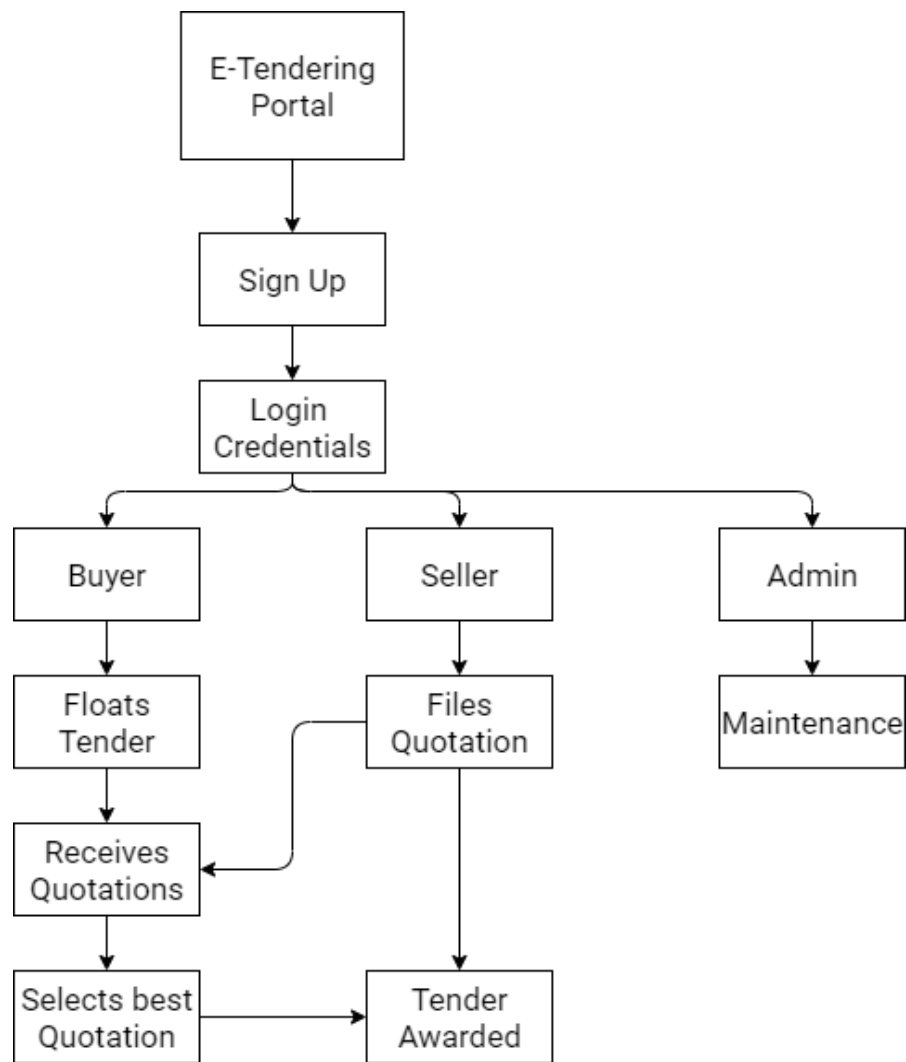 E-Tendering
Portal
Sign Up
Login
Credentials
Buyer
Seller
Admin
Floats
Tender
Files
Quotation
Maintenance
Receives
Quotations
Selects best
Quotation
Tender
Awarded